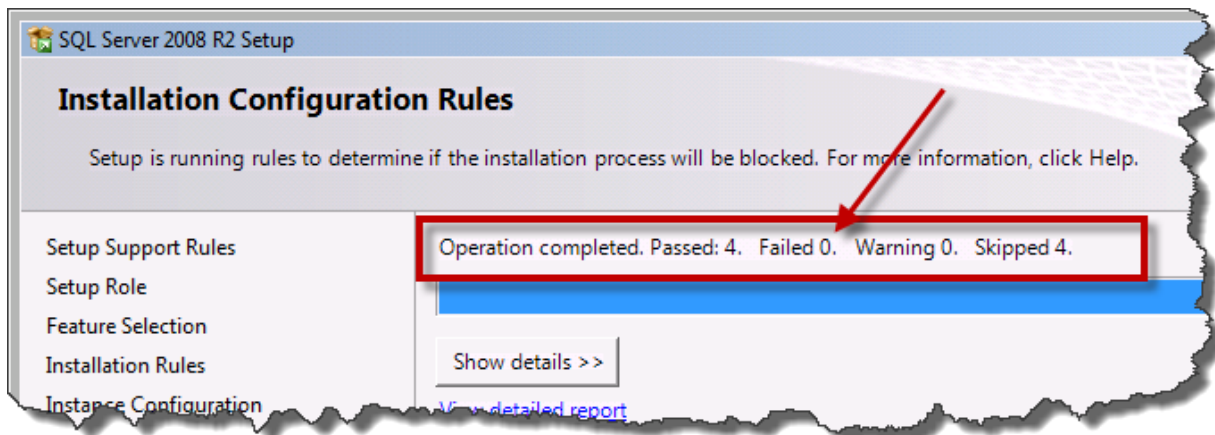 SQL Server 2008 R2 Setup
Installation Configuration Rules
Setup is running rules to determine if the installation process will be blocked. For more information, click Help.
Setup Support Rules
Setup Role
Feature Selection
Installation Rules
Instance Configuration
Operation completed. Passed: 4.   Failed 0.   Warning 0.   Skipped 4.
Show details >>
View detailed report